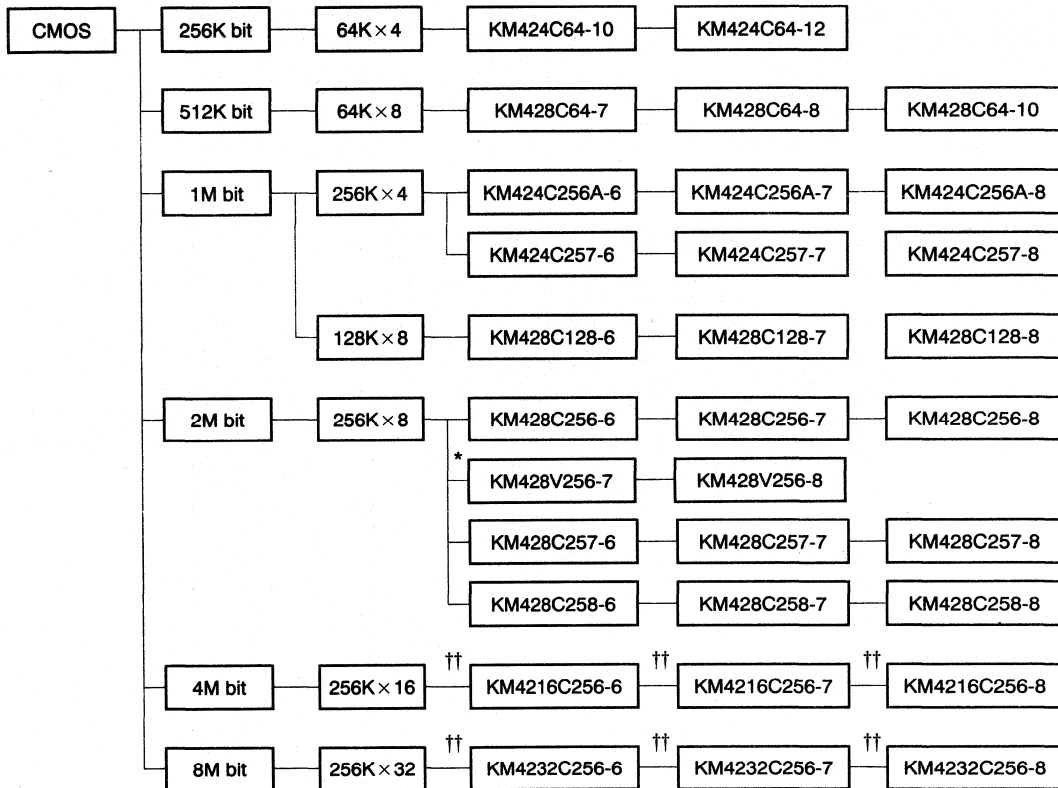 CMOS 256K bit 64K×4 KM424C64-10 KM424C64-12
512K bit 64K×8 KM428C64-7 KM428C64-8 KM428C64-10
1M bit 256K×4 KM424C256A-6 KM424C256A-7 KM424C256A-8
KM424C257-6 KM424C257-7 KM424C257-8
128K×8 KM428C128-6 KM428C128-7 KM428C128-8
2M bit 256K×8 KM428C256-6 KM428C256-7 KM428C256-8
* KM428V256-7 KM428V256-8
KM428C257-6 KM428C257-7 KM428C257-8
KM428C258-6 KM428C258-7 KM428C258-8
†† †† ††
4M bit 256K×16 KM4216C256-6 KM4216C256-7 KM4216C256-8
†† †† ††
8M bit 256K×32 KM4232C256-6 KM4232C256-7 KM4232C256-8